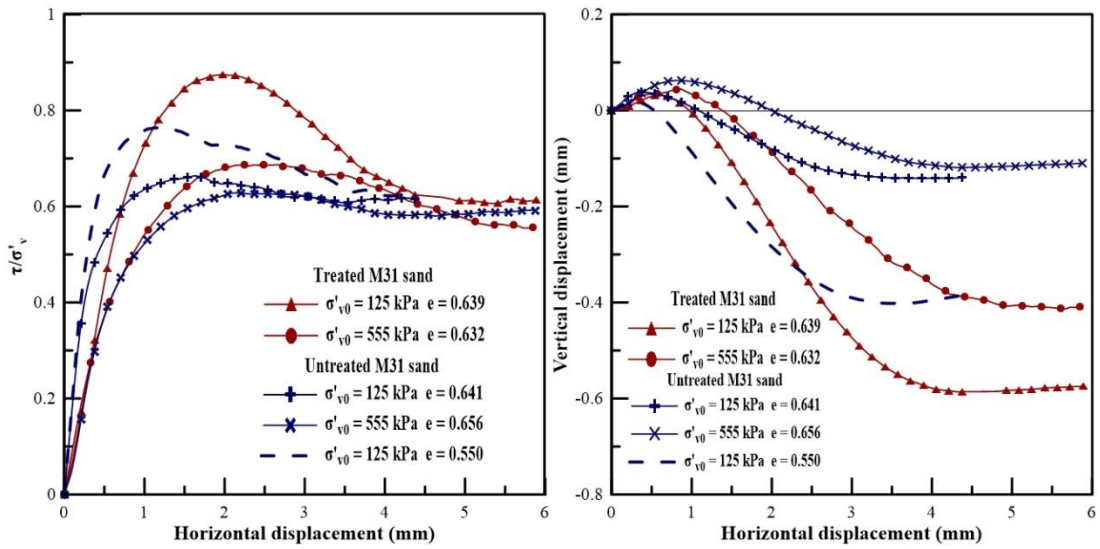 1
0.8
0.6
0.4
0.2
0
τ/σ'v
0 1 2 3 4 5 6
Horizontal displacement (mm)
Treated M31 sand
σ'v0 = 125 kPa e = 0.639
σ'v0 = 555 kPa e = 0.632
Untreated M31 sand
σ'v0 = 125 kPa e = 0.641
σ'v0 = 555 kPa e = 0.656
σ'v0 = 125 kPa e = 0.550
0.2
0
-0.2
-0.4
-0.6
-0.8
Vertical displacement (mm)
0 1 2 3 4 5 6
Horizontal displacement (mm)
Treated M31 sand
σ'v0 = 125 kPa e = 0.639
σ'v0 = 555 kPa e = 0.632
Untreated M31 sand
σ'v0 = 125 kPa e = 0.641
σ'v0 = 555 kPa e = 0.656
σ'v0 = 125 kPa e = 0.550